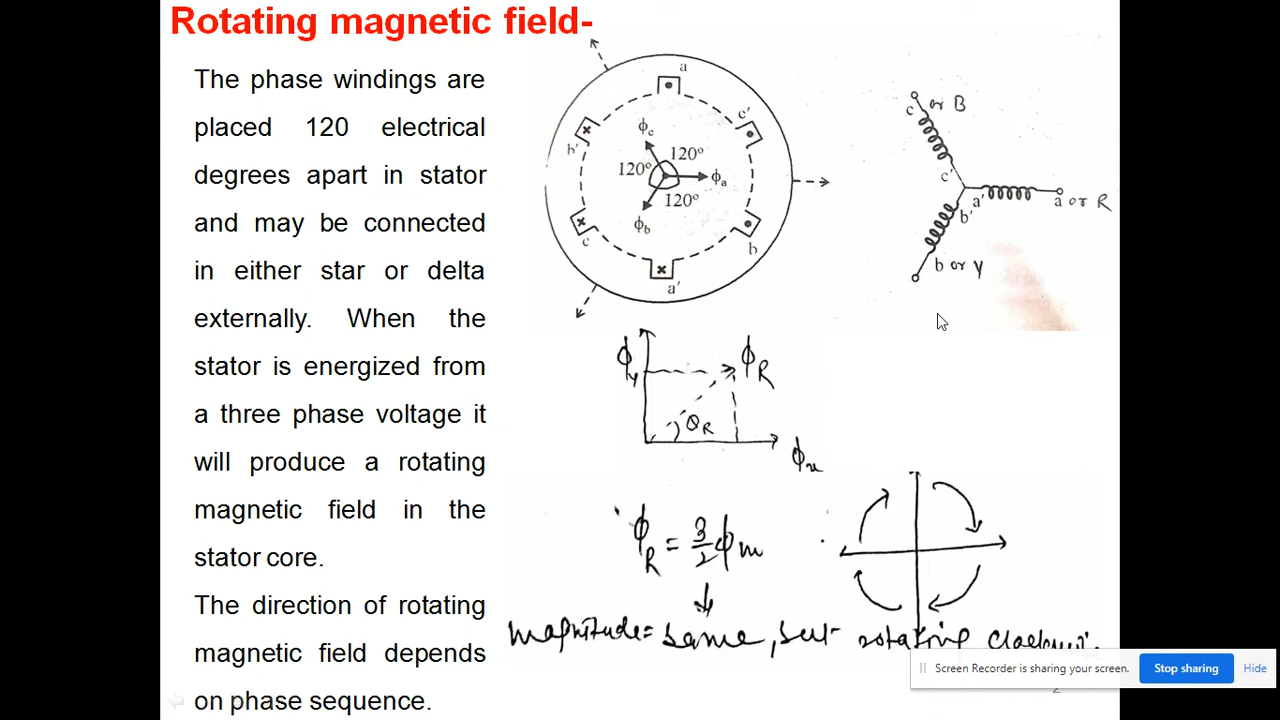 Rotating magnetic field-
The phase windings are
placed 120 electrical
degrees apart in stator
and may be connected
in either star or delta
externally. When the
stator is energized from
a three phase voltage it
will produce a rotating
magnetic field in the
stator core.
The direction of rotating
magnetic field depends
on phase sequence.
a
c'
b'
ϕc
120°
120°
ϕa
120°
ϕb
c
b
a'
c or B
c'
a'
a or R
b'
b or Y
ϕy
ϕR
θR
ϕx
ϕR = 3/2 ϕm
magnitude = same, but rotating
Screen Recorder is sharing your screen.
Stop sharing
Hide
2